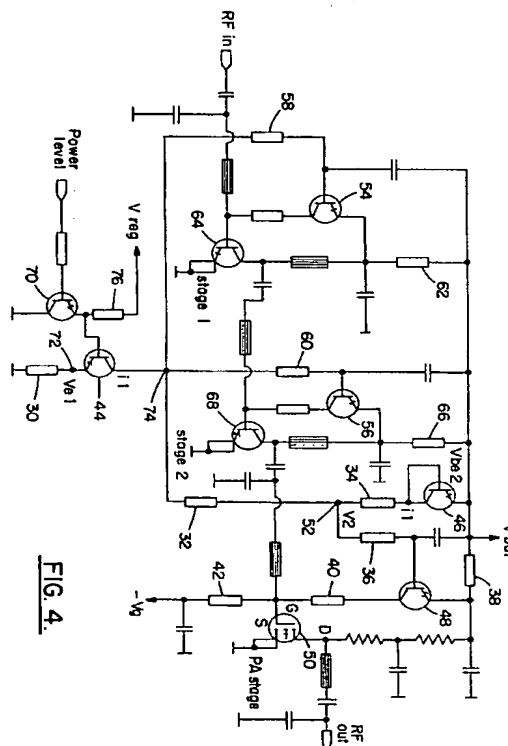 RF in
58
54
64
stage 1
62
Power level
70
76
V reg
72
Ve 1
30
44
i1
74
60
56
68
stage 2
66
32
34
i1
Vbe 2
46
52
V2
36
38
40
48
42
-Vg
G
S
D
50
PA stage
RF out
FIG. 4.